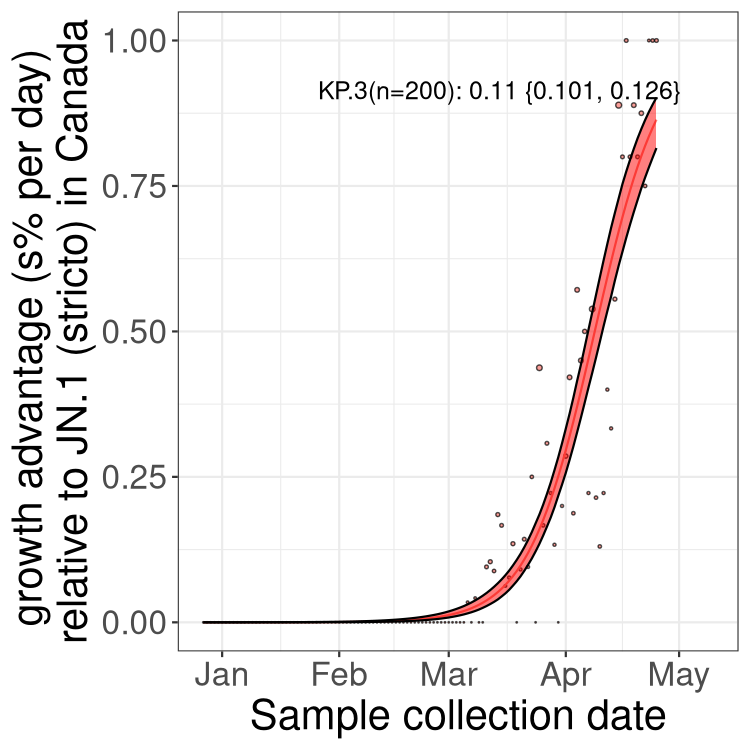 growth advantage (s% per day)
relative to JN.1 (stricto) in Canada
1.00
0.75
0.50
0.25
0.00
KP.3(n=200): 0.11 {0.101, 0.126}
Jan Feb Mar Apr May
Sample collection date